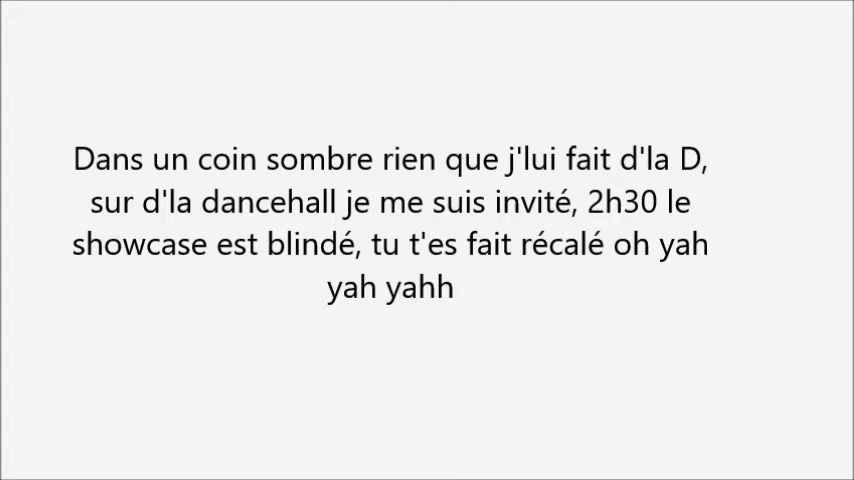 Dans un coin sombre rien que j'lui fait d'la D,
sur d'la dancehall je me suis invité, 2h30 le
showcase est blindé, tu t'es fait récalé oh yah
yah yahh